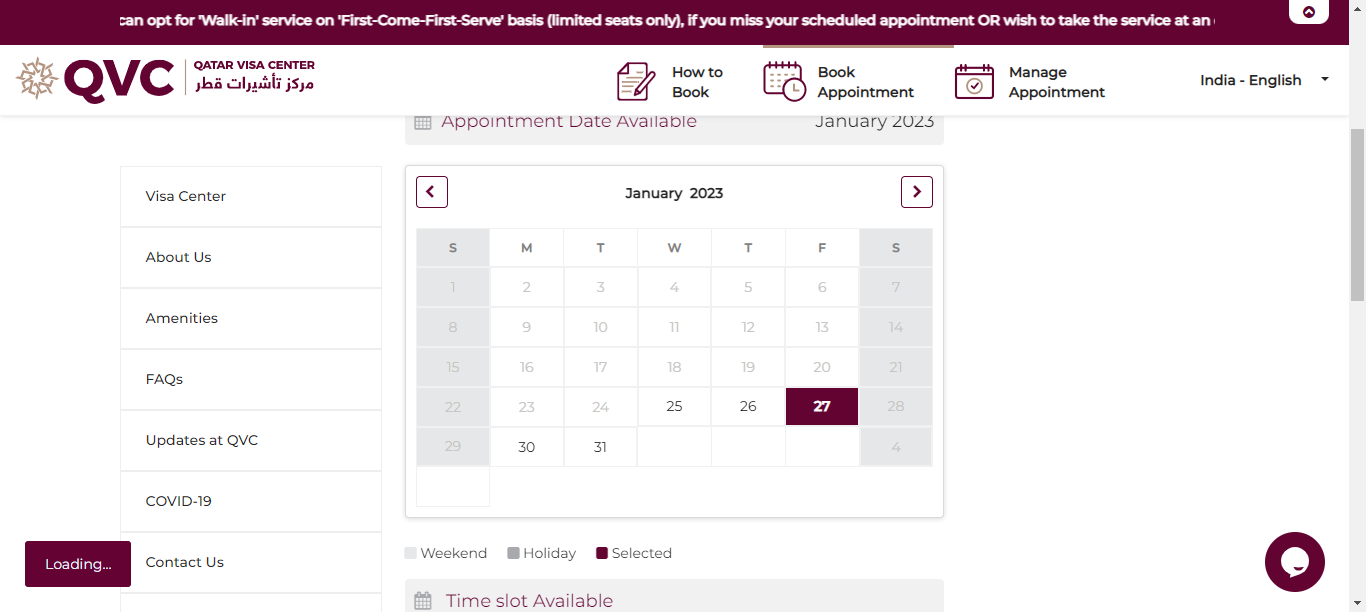 can opt for 'Walk-in' service on 'First-Come-First-Serve' basis (limited seats only), if you miss your scheduled appointment OR wish to take the service at an
QVC
QATAR VISA CENTER
مركز تأشيرات قطر
How to
Book
Book
Appointment
Manage
Appointment
India - English
Appointment Date Available January 2023
Visa Center
About Us
Amenities
FAQs
Updates at QVC
COVID-19
Contact Us
Loading...
January 2023
S M T W T F S
1 2 3 4 5 6 7
8 9 10 11 12 13 14
15 16 17 18 19 20 21
22 23 24 25 26 27 28
29 30 31 4
Weekend Holiday Selected
Time slot Available